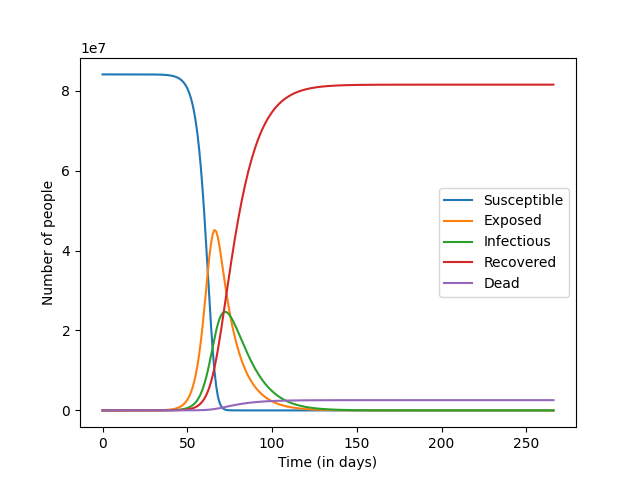 1e7
8
6
4
2
0
Number of people
0
50
100
150
200
250
Time (in days)
Susceptible
Exposed
Infectious
Recovered
Dead